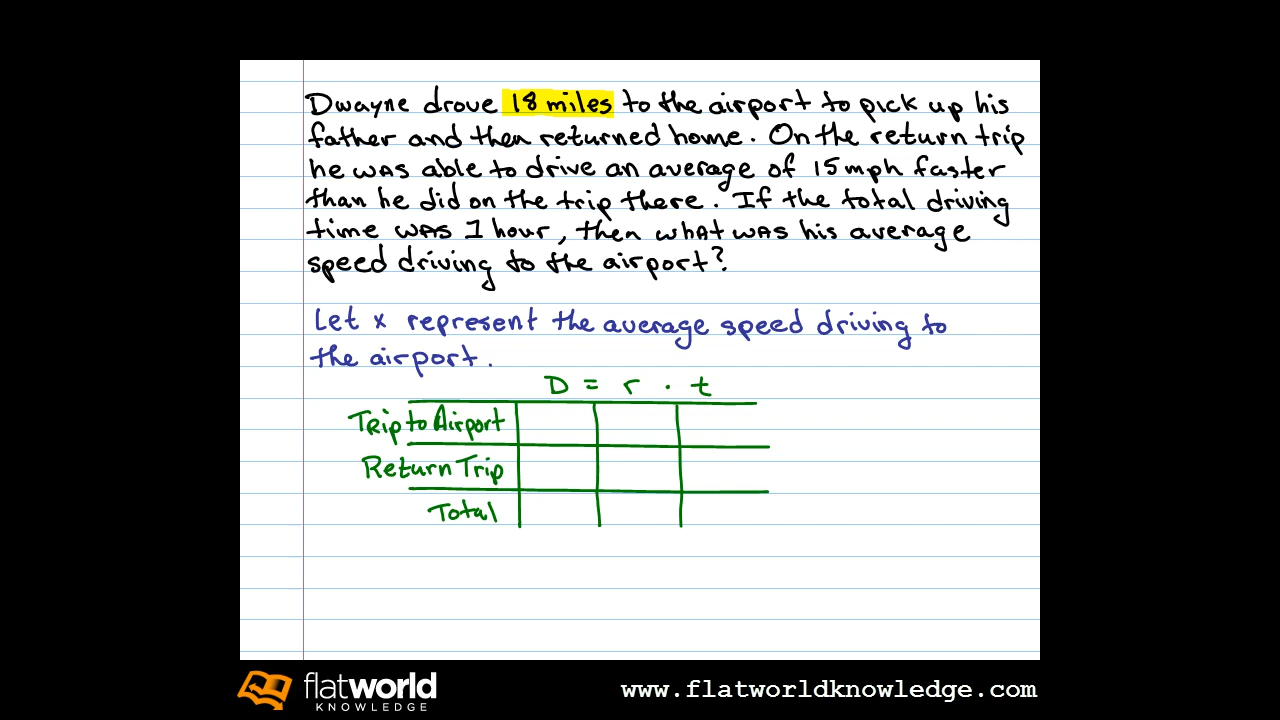 Dwayne drove 18 miles to the airport to pick up his
father and then returned home. On the return trip
he was able to drive an average of 15 mph faster
than he did on the trip there. If the total driving
time was 1 hour, then what was his average
speed driving to the airport?
Let x represent the average speed driving to
the airport.
D = r · t
Trip to Airport
Return Trip
Total
flatworld
KNOWLEDGE
www.flatworldknowledge.com